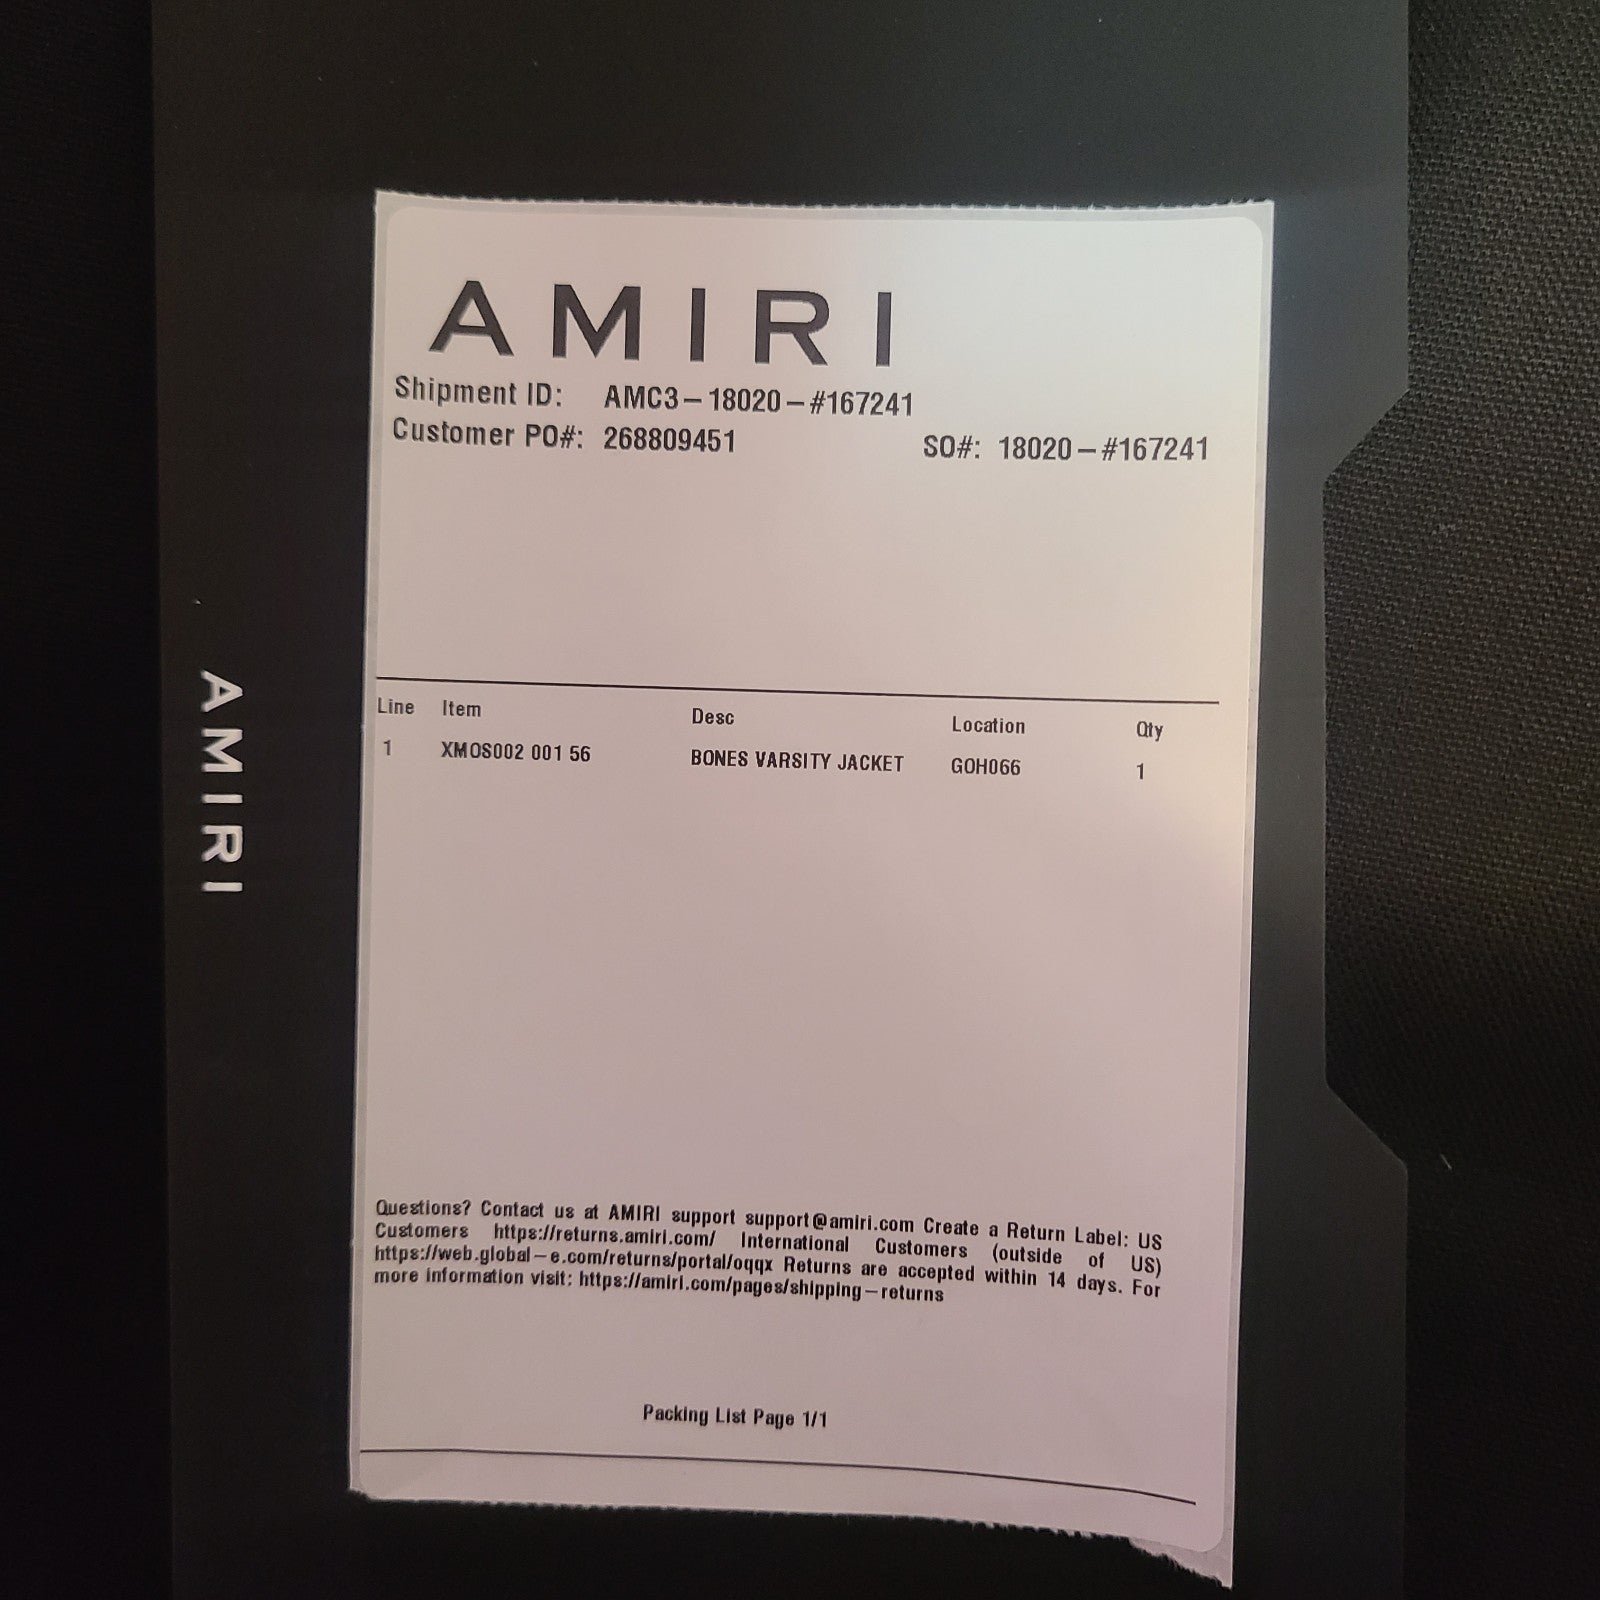 AMIRI
Shipment ID: AMC3-18020-#167241
Customer PO#: 268809451 SO#: 18020-#167241
Line Item Desc Location Qty
1 XMOS002 001 56 BONES VARSITY JACKET GOH066 1
Questions? Contact us at AMIRI support support@amiri.com Create a Return Label: US
Customers https://returns.amiri.com/ International Customers (outside of US)
https://web.global-e.com/returns/portal/oqqx Returns are accepted within 14 days. For
more information visit: https://amiri.com/pages/shipping-returns
Packing List Page 1/1
AMIRI